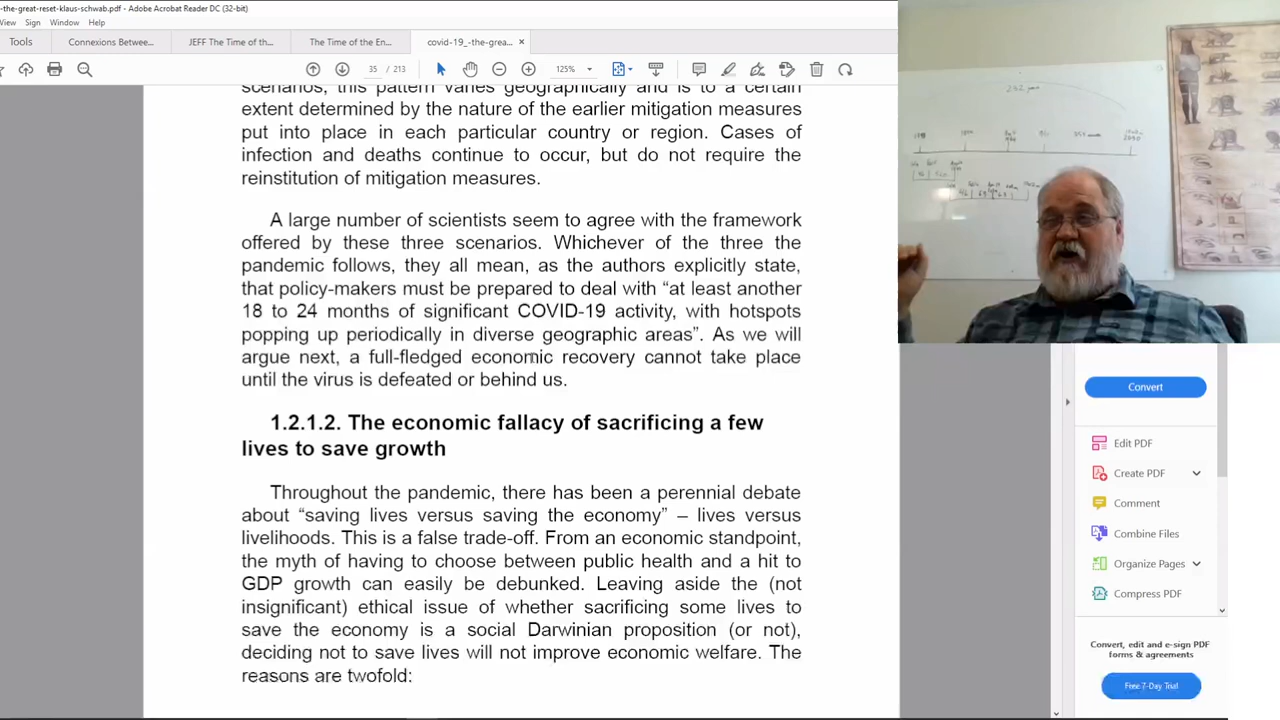 -the-great-reset-klaus-schwab.pdf - Adobe Acrobat Reader DC (32-bit)
View Sign Window Help
Tools
Connexions Betwee...
JEFF The Time of th...
The Time of the En...
covid-19_-the-grea...
35 / 213
125%
scenarios, this pattern varies geographically and is to a certain
extent determined by the nature of the earlier mitigation measures
put into place in each particular country or region. Cases of
infection and deaths continue to occur, but do not require the
reinstitution of mitigation measures.
A large number of scientists seem to agree with the framework
offered by these three scenarios. Whichever of the three the
pandemic follows, they all mean, as the authors explicitly state,
that policy-makers must be prepared to deal with “at least another
18 to 24 months of significant COVID-19 activity, with hotspots
popping up periodically in diverse geographic areas”. As we will
argue next, a full-fledged economic recovery cannot take place
until the virus is defeated or behind us.
1.2.1.2. The economic fallacy of sacrificing a few
lives to save growth
Throughout the pandemic, there has been a perennial debate
about “saving lives versus saving the economy” – lives versus
livelihoods. This is a false trade-off. From an economic standpoint,
the myth of having to choose between public health and a hit to
GDP growth can easily be debunked. Leaving aside the (not
insignificant) ethical issue of whether sacrificing some lives to
save the economy is a social Darwinian proposition (or not),
deciding not to save lives will not improve economic welfare. The
reasons are twofold:
Convert
Edit PDF
Create PDF
Comment
Combine Files
Organize Pages
Compress PDF
Convert, edit and e-sign PDF
forms & agreements
Free 7-Day Trial